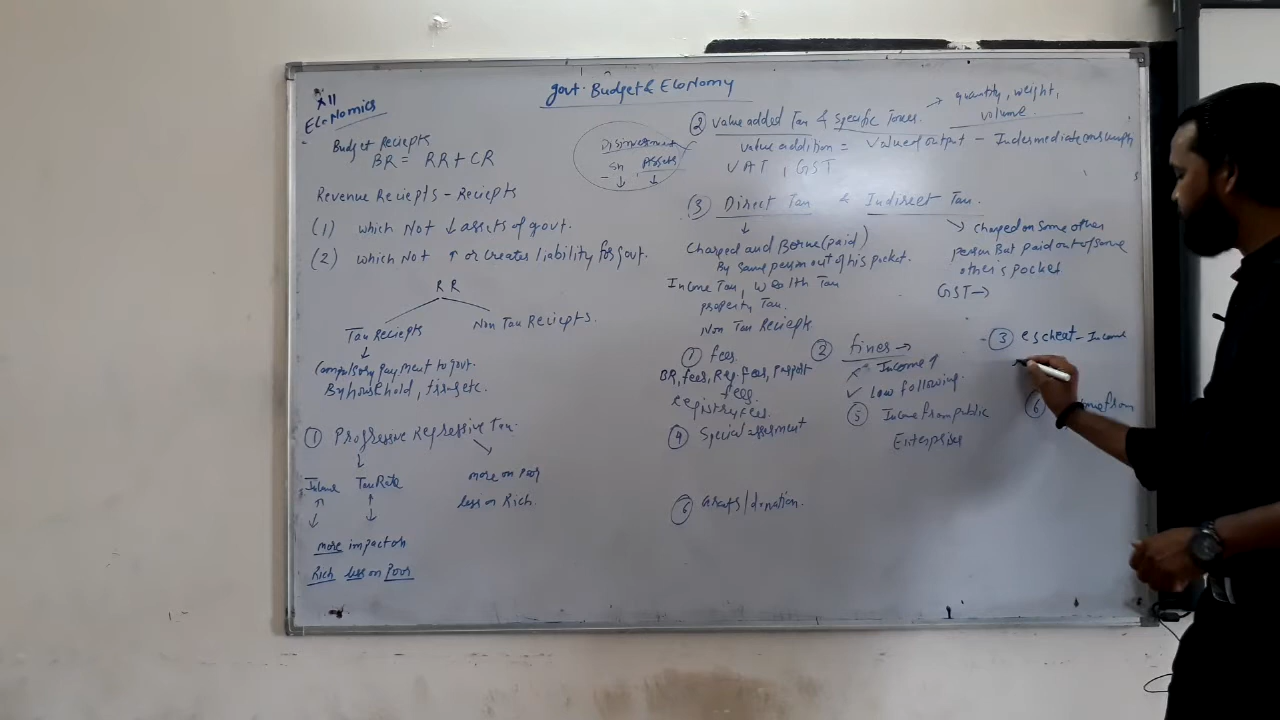 govt. Budget & Economy
XII
Economics
Budget Reciepts
BR = RR + CR
Revenue Reciepts - Reciepts
(1) which Not ↓ assets of govt.
(2) which Not ↑ or creates liability for govt.
RR
Tax Reciepts
Non Tax Reciepts.
↓
Compulsory payment to govt.
By household, firms etc.
① Progressive Regressive Tax.
Income Tax Rate
more impact on
Rich less on Poor
more on Poor
less on Rich.
Disinvestment
Sh, Assets
② Value added Tax & Specific Taxes. → quantity, weight,
volume.
value addition = Value of output - Intermediate consumption
VAT, GST
③ Direct Tax & Indirect Tax.
Charged and Borne (paid)
By same person out of his pocket.
Income Tax, Wealth Tax
property Tax.
charged on some other
person But paid out of some
other's pocket
GST →
Non Tax Reciepts
① fees.
BR, fees, Reg. fees, passport
fees
registry fees.
② fines →
Income ↑
✓ Low following.
③ escheat - Income
④ Special assesment
⑤ Income from public
Enterprises
⑥ from
⑥ Grants/donation.